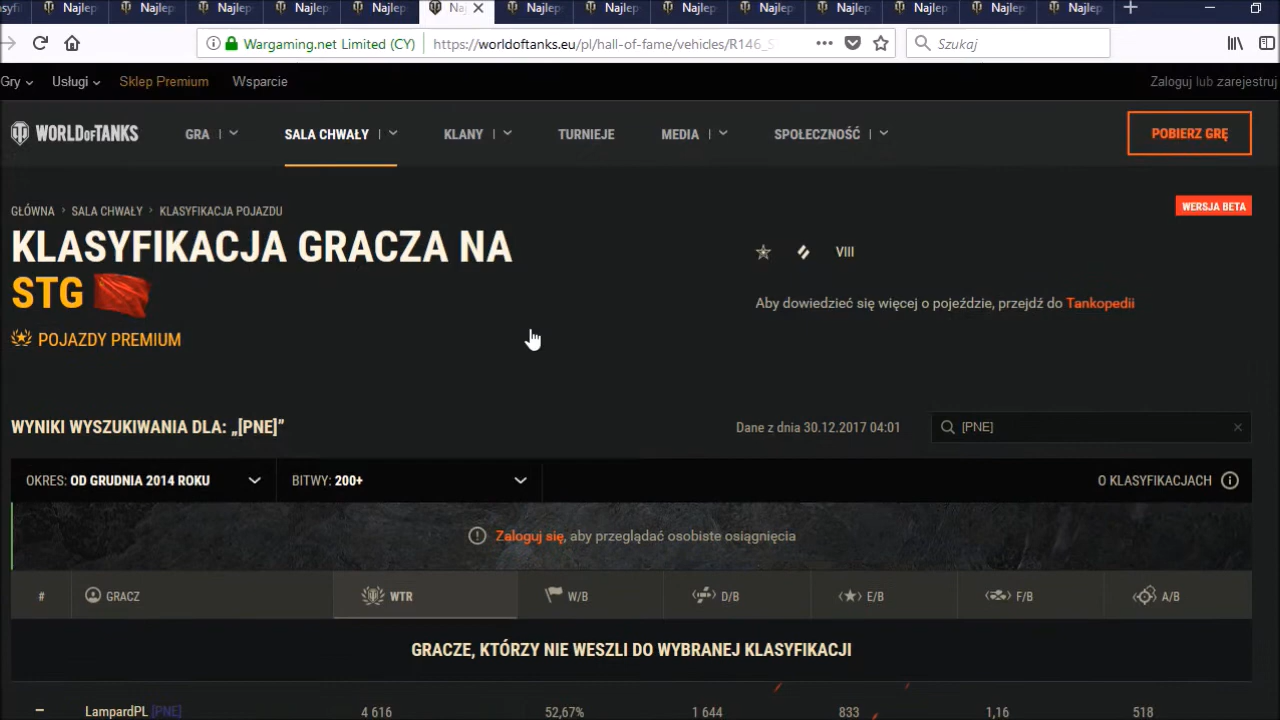 Najlep Najlep Najlep Najlep Na Najlep Najlep Najlep Najlep Najlep Najlep Najlep Najlep
Wargaming.net Limited (CY) https://worldoftanks.eu/pl/hall-of-fame/vehicles/R146_S Szukaj
Gry Usługi Sklep Premium Wsparcie Zaloguj lub zarejestruj
WORLD OF TANKS GRA SALA CHWAŁY KLANY TURNIEJE MEDIA SPOŁECZNOŚĆ POBIERZ GRĘ
GŁÓWNA › SALA CHWAŁY › KLASYFIKACJA POJAZDU WERSJA BETA
KLASYFIKACJA GRACZA NA
STG
VIII
Aby dowiedzieć się więcej o pojeździe, przejdź do Tankopedii
POJAZDY PREMIUM
WYNIKI WYSZUKIWANIA DLA: „[PNE]” Dane z dnia 30.12.2017 04:01 [PNE]
OKRES: OD GRUDNIA 2014 ROKU BITWY: 200+ O KLASYFIKACJACH
Zaloguj się, aby przeglądać osobiste osiągnięcia
# GRACZ WTR W/B D/B E/B F/B A/B
GRACZE, KTÓRZY NIE WESZLI DO WYBRANEJ KLASYFIKACJI
– LampardPL [PNE] 4 616 52,67% 1 644 833 1,16 518